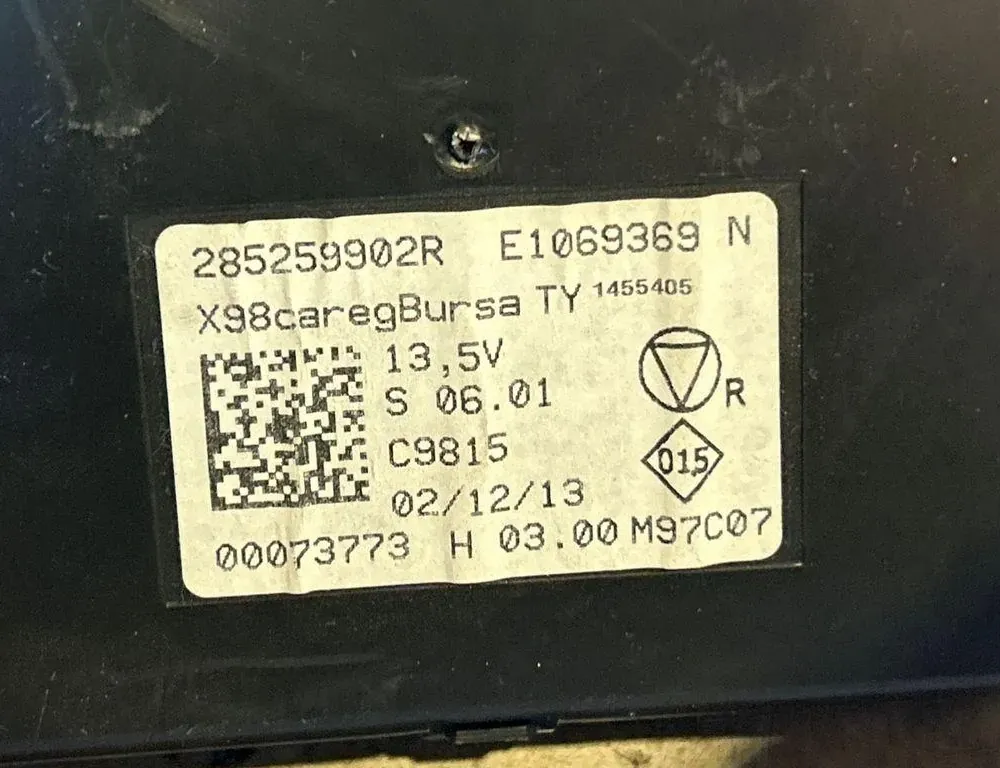 285259902R E1069369 N
X98caregBursa TY 1455405
13,5V
S 06.01
R
C9815
015
02/12/13
00073773 H 03.00 M97C07